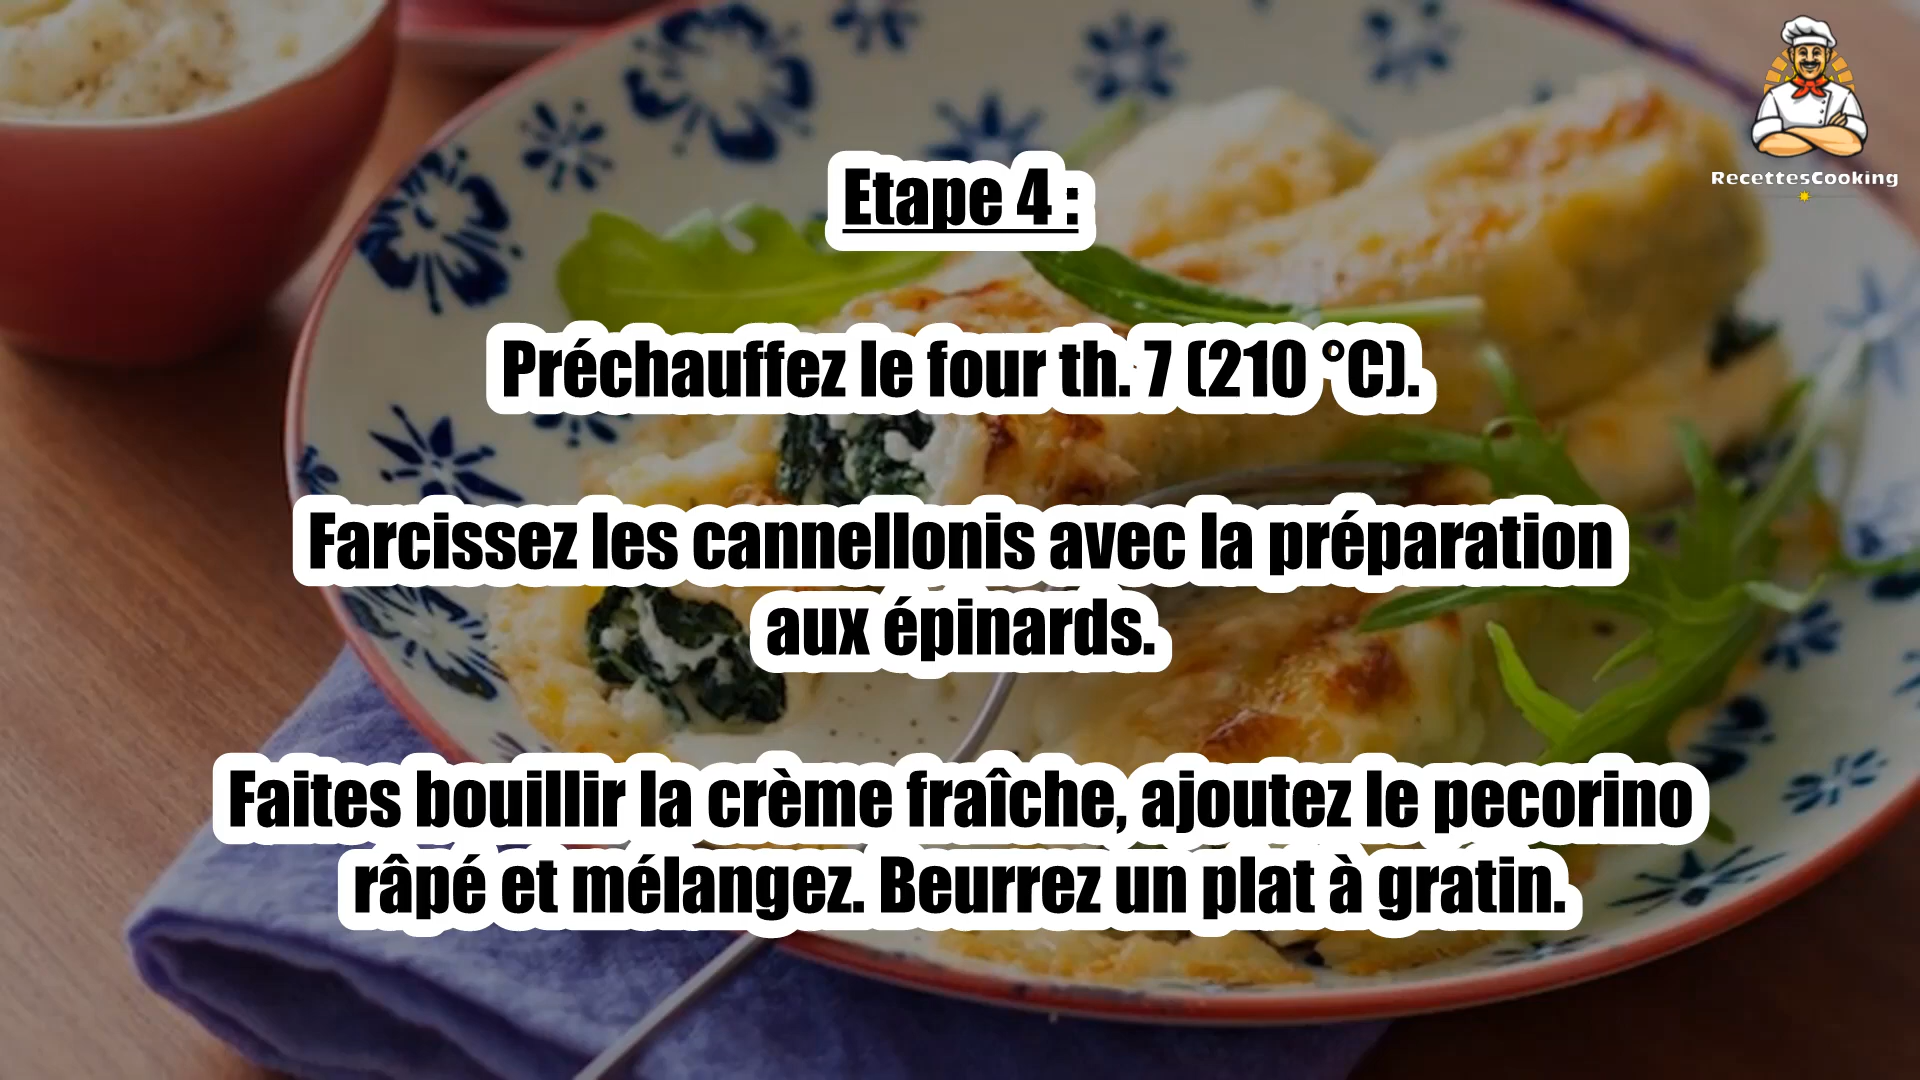 RecettesCooking
Etape 4 :
Préchauffez le four th. 7 (210 °C).
Farcissez les cannellonis avec la préparation
aux épinards.
Faites bouillir la crème fraîche, ajoutez le pecorino
râpé et mélangez. Beurrez un plat à gratin.